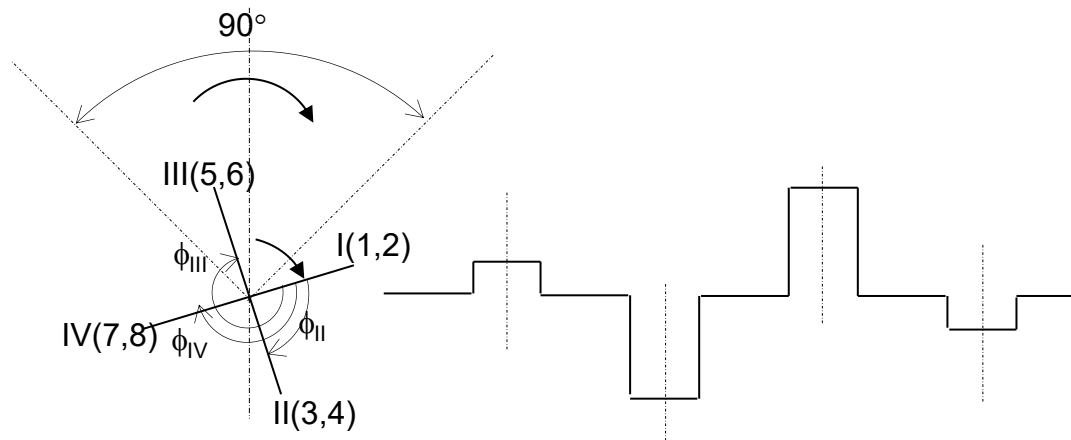 90°
III(5,6)
I(1,2)
ϕIII
IV(7,8)
ϕIV
ϕII
II(3,4)